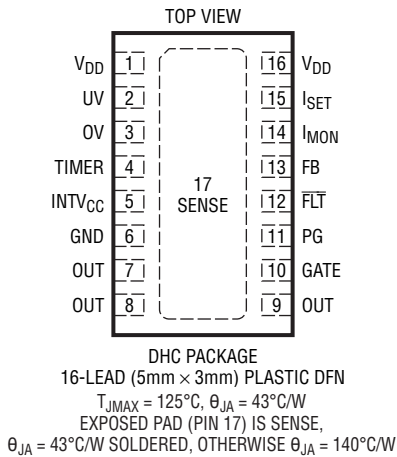 TOP VIEW
V_DD 1 16 V_DD
UV 2 15 I_SET
OV 3 14 I_MON
TIMER 4 13 FB
INTV_CC 5 12 F̅L̅T̅
GND 6 11 PG
OUT 7 10 GATE
OUT 8 9 OUT
17
SENSE
DHC PACKAGE
16-LEAD (5mm × 3mm) PLASTIC DFN
T_JMAX = 125°C, θ_JA = 43°C/W
EXPOSED PAD (PIN 17) IS SENSE,
θ_JA = 43°C/W SOLDERED, OTHERWISE θ_JA = 140°C/W